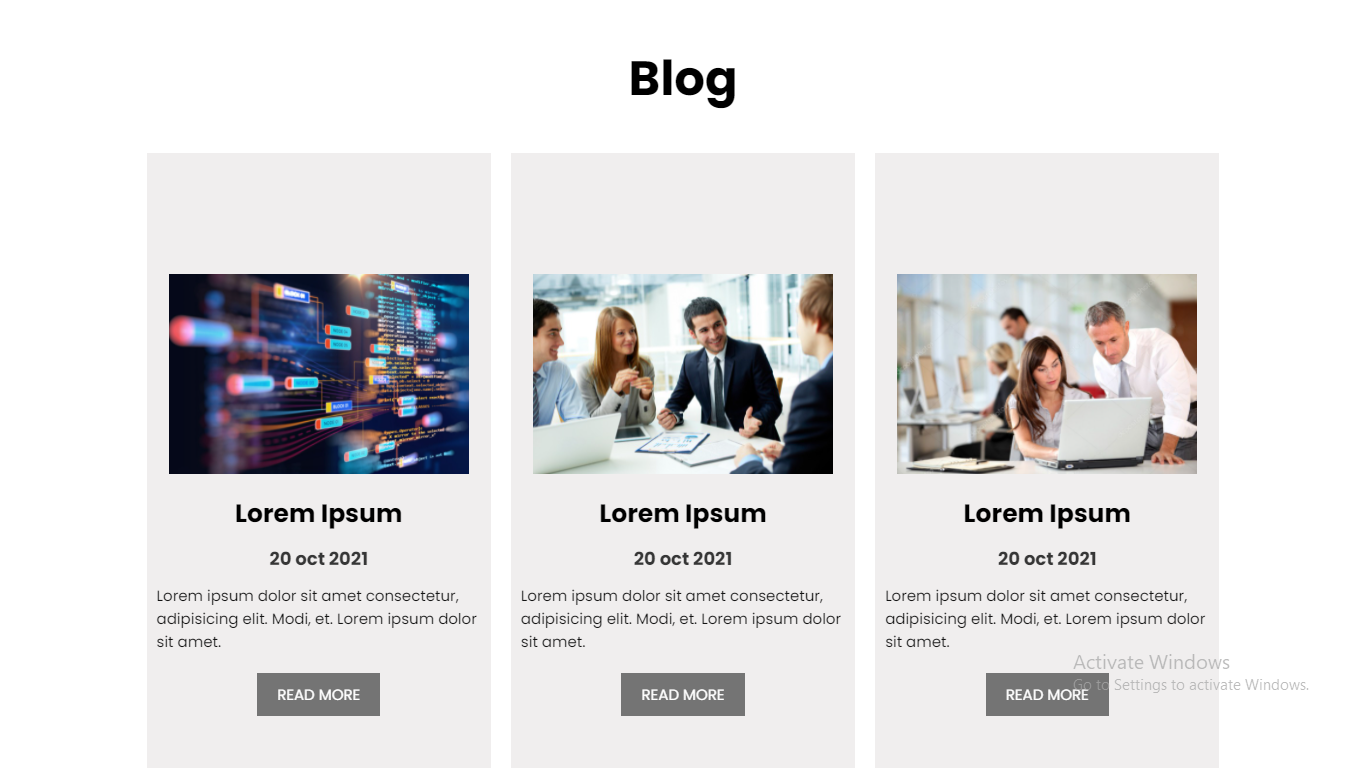 Blog
Lorem Ipsum
20 oct 2021
Lorem ipsum dolor sit amet consectetur,
adipisicing elit. Modi, et. Lorem ipsum dolor
sit amet.
READ MORE
Lorem Ipsum
20 oct 2021
Lorem ipsum dolor sit amet consectetur,
adipisicing elit. Modi, et. Lorem ipsum dolor
sit amet.
READ MORE
Lorem Ipsum
20 oct 2021
Lorem ipsum dolor sit amet consectetur,
adipisicing elit. Modi, et. Lorem ipsum dolor
sit amet.
READ MORE
Activate Windows
Go to Settings to activate Windows.